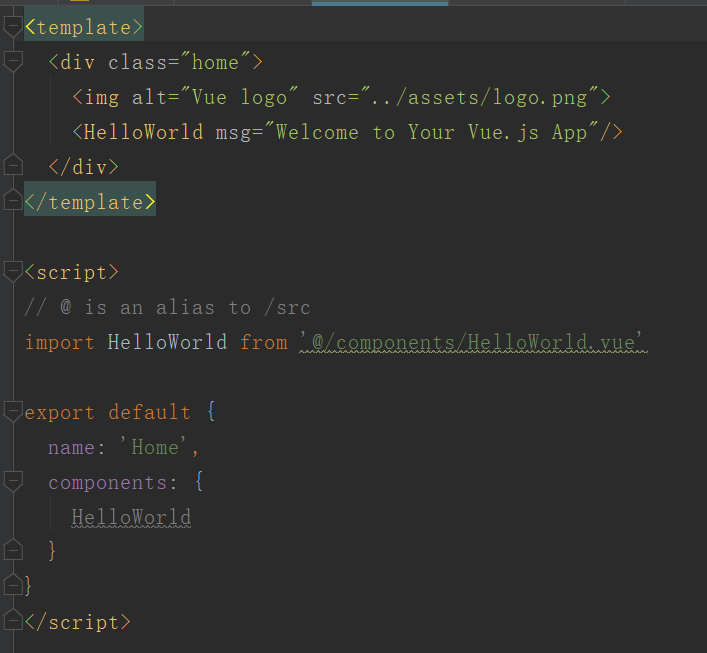 <template>
  <div class="home">
    <img alt="Vue logo" src="../assets/logo.png">
    <HelloWorld msg="Welcome to Your Vue.js App"/>
  </div>
</template>

<script>
// @ is an alias to /src
import HelloWorld from '@/components/HelloWorld.vue'

export default {
  name: 'Home',
  components: {
    HelloWorld
  }
}
</script>